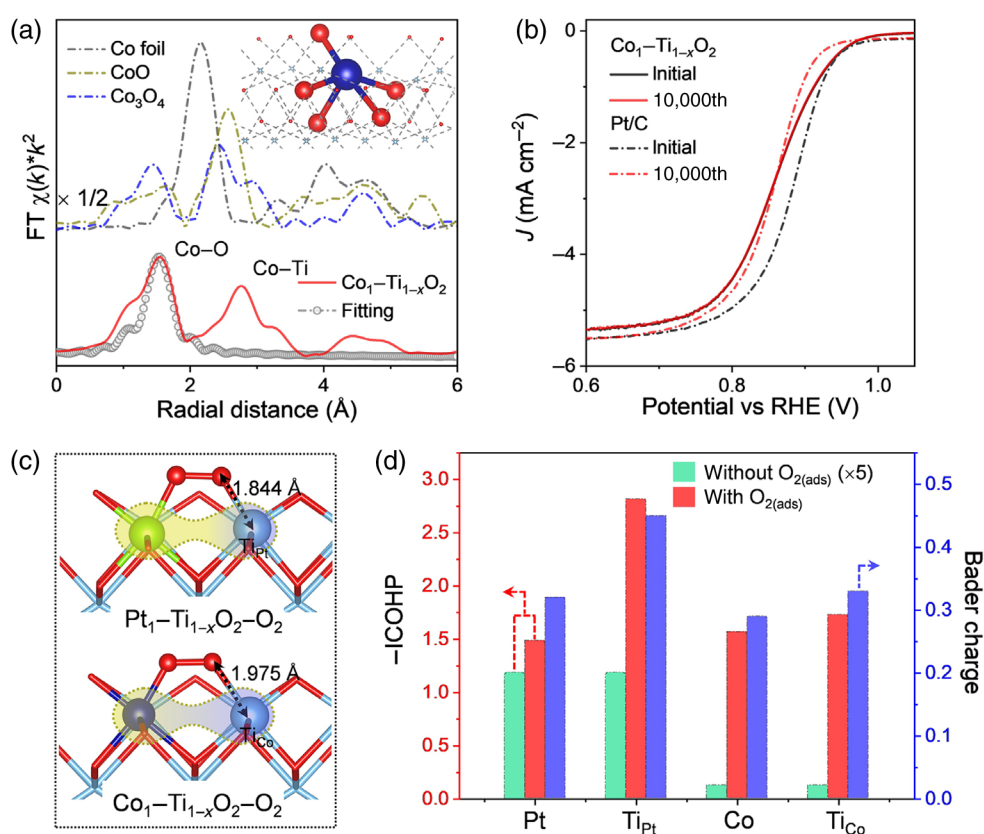 (a)
Co foil
CoO
Co₃O₄
× 1/2
Co–O
Co–Ti
Co₁–Ti₁₋ₓO₂
Fitting
FT χ(k)*k²
0 2 4 6
Radial distance (Å)
(b)
Co₁–Ti₁₋ₓO₂
Initial
10,000th
Pt/C
Initial
10,000th
J (mA cm⁻²)
0
–2
–4
–6
0.6 0.8 1.0
Potential vs RHE (V)
(c)
1.844 Å
Ti_Pt
Pt₁–Ti₁₋ₓO₂–O₂
1.975 Å
Ti_Co
Co₁–Ti₁₋ₓO₂–O₂
(d)
Without O₂₍ads₎ (×5)
With O₂₍ads₎
–ICOHP
3.0
2.5
2.0
1.5
1.0
0.5
0.0
Bader charge
0.5
0.4
0.3
0.2
0.1
0.0
Pt Ti_Pt Co Ti_Co